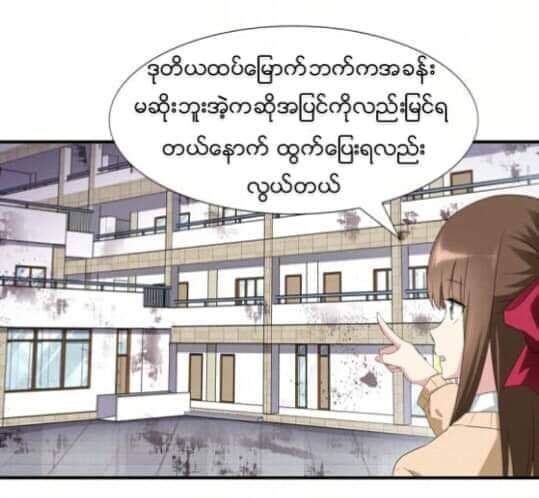 ဒုတိယထပ်မြောက်ဘက်ကအခန်း
မဆိုးဘူးအဲ့ကဆိုအပြင်ကိုလည်းမြင်ရ
တယ်နောက် ထွက်ပြေးရလည်း
လွယ်တယ်